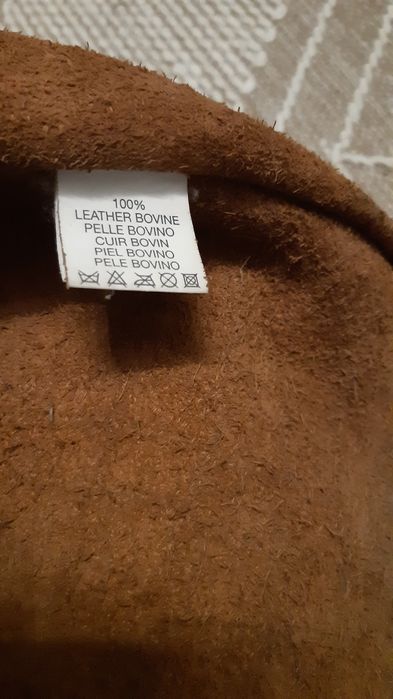 100%
LEATHER BOVINE
PELLE BOVINO
CUIR BOVIN
PIEL BOVINO
PELE BOVINO